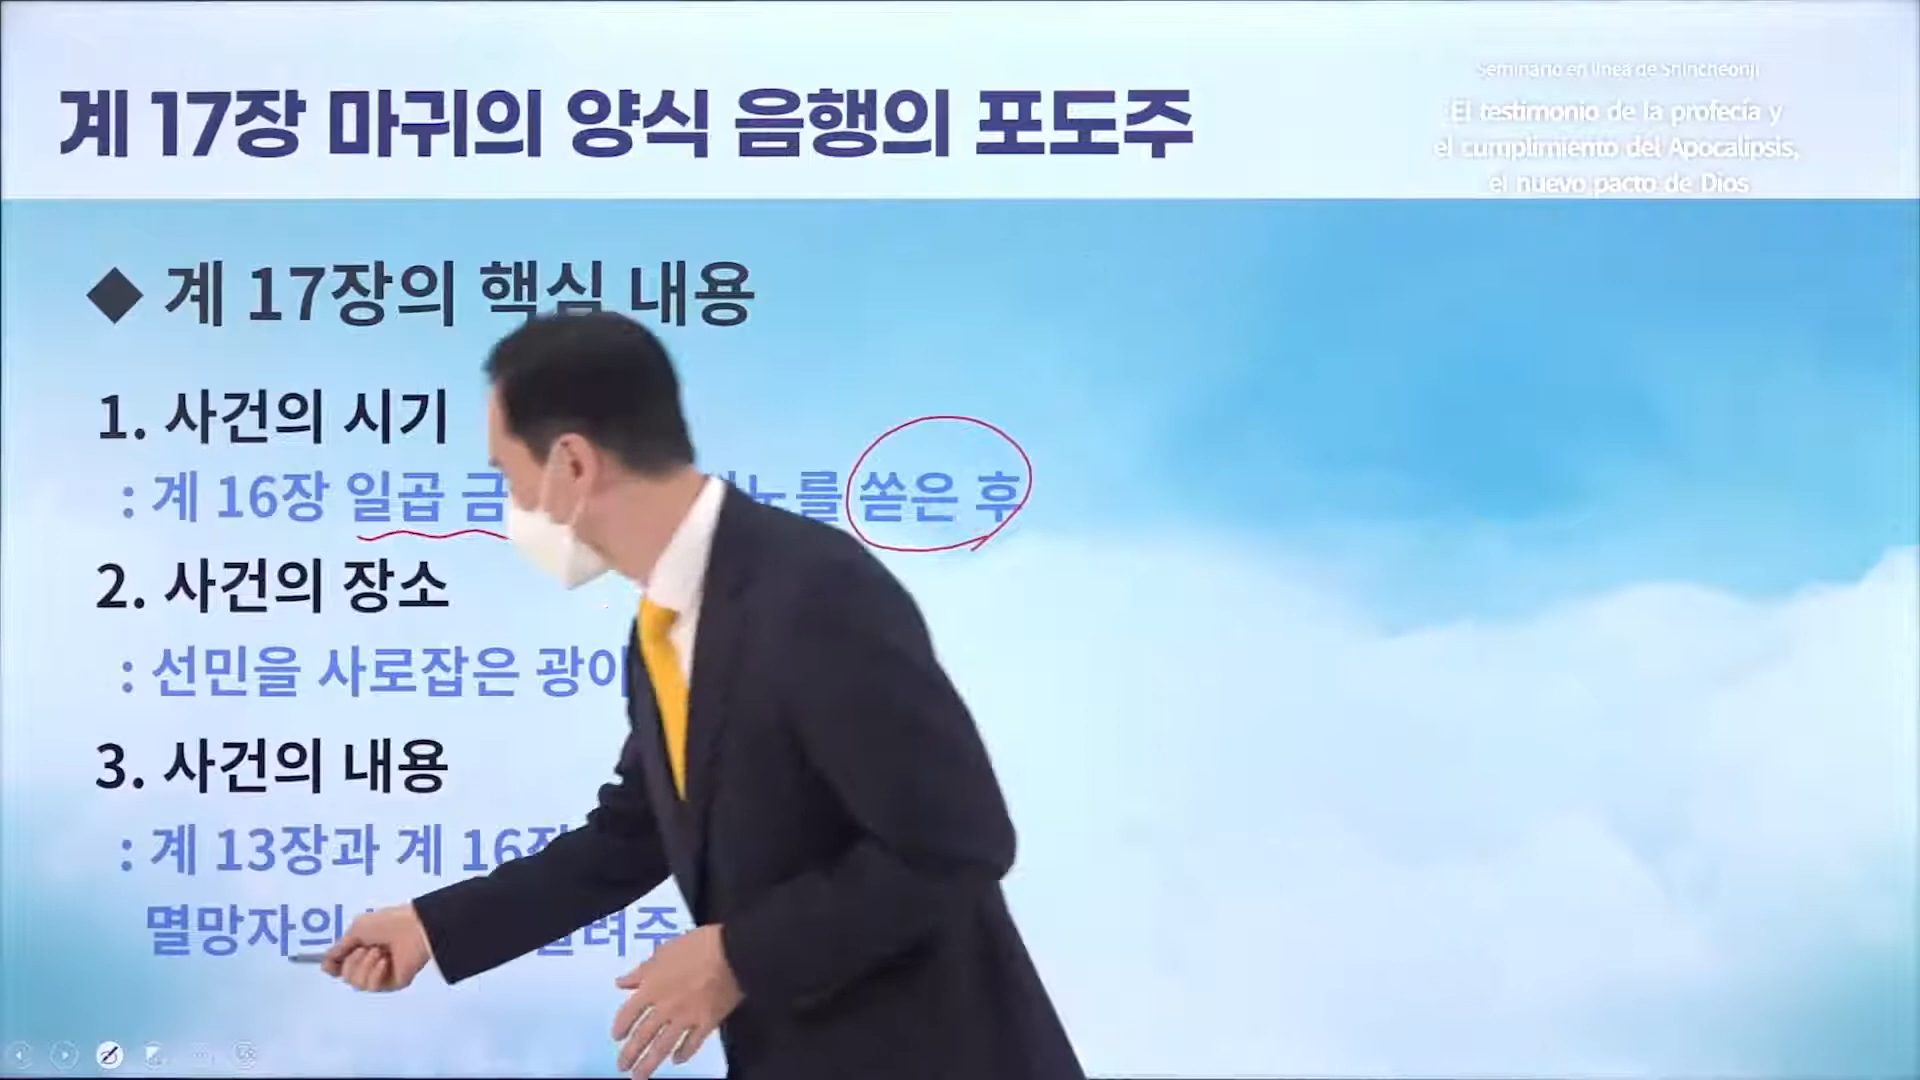 계 17장 마귀의 양식 음행의 포도주
Seminario en línea de Shincheonji
El testimonio de la profecía y
el cumplimiento del Apocalipsis,
el nuevo pacto de Dios
◆ 계 17장의 핵심 내용
1. 사건의 시기
: 계 16장 일곱 를 쏟은 후
2. 사건의 장소
: 선민을 사로잡은
3. 사건의 내용
: 계 13장과 계
멸망자의